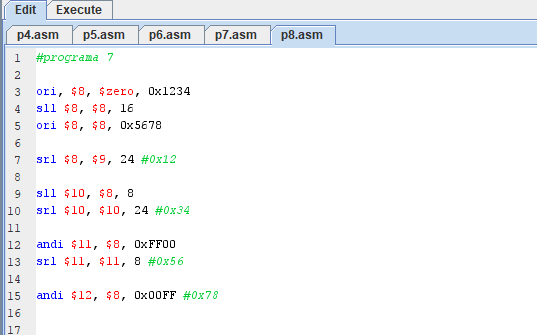 Edit Execute
p4.asm p5.asm p6.asm p7.asm p8.asm
1 #programa 7
2
3 ori, $8, $zero, 0x1234
4 sll $8, $8, 16
5 ori $8, $8, 0x5678
6
7 srl $8, $9, 24 #0x12
8
9 sll $10, $8, 8
10 srl $10, $10, 24 #0x34
11
12 andi $11, $8, 0xFF00
13 srl $11, $11, 8 #0x56
14
15 andi $12, $8, 0x00FF #0x78
16
17